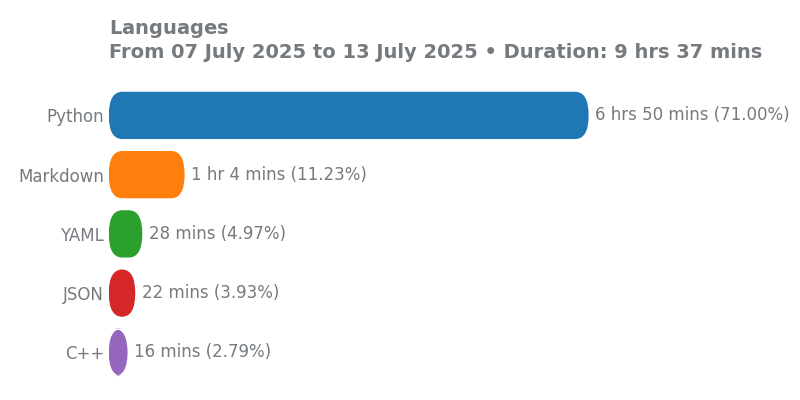 Languages
From 07 July 2025 to 13 July 2025 • Duration: 9 hrs 37 mins
Python 6 hrs 50 mins (71.00%)
Markdown 1 hr 4 mins (11.23%)
YAML 28 mins (4.97%)
JSON 22 mins (3.93%)
C++ 16 mins (2.79%)